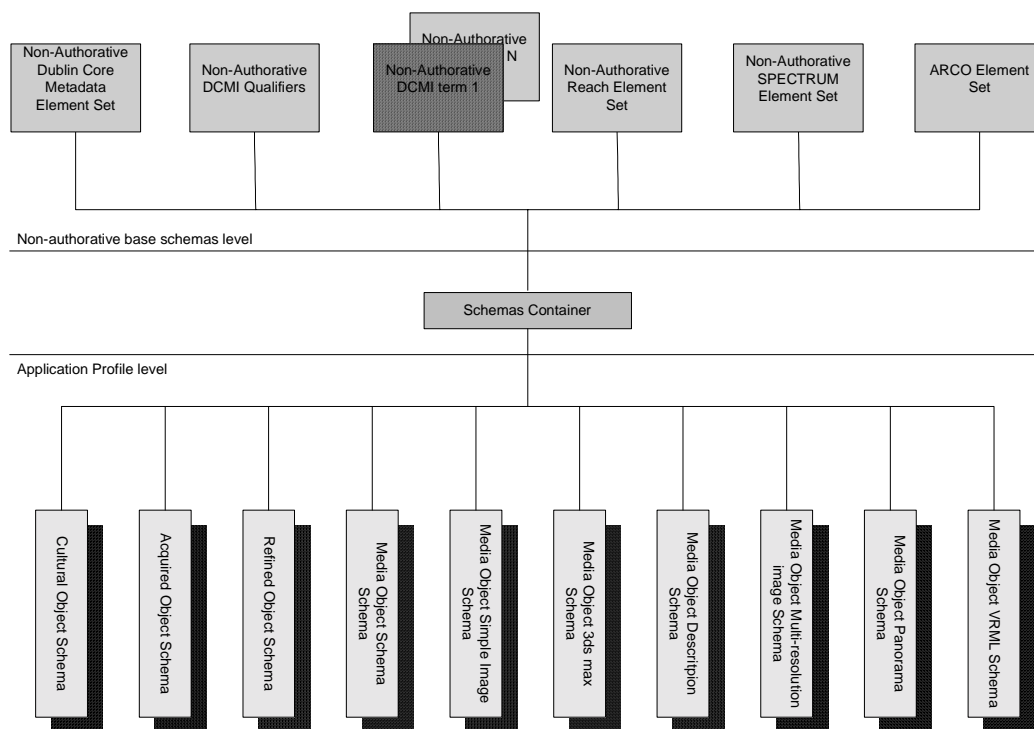 Non-Authorative
Dublin Core
Metadata
Element Set
Non-Authorative
DCMI Qualifiers
Non-Authorative
N
Non-Authorative
DCMI term 1
Non-Authorative
Reach Element
Set
Non-Authorative
SPECTRUM
Element Set
ARCO Element
Set
Non-authorative base schemas level
Schemas Container
Application Profile level
Cultural Object Schema
Acquired Object Schema
Refined Object Schema
Media Object Schema
Schema
Media Object Simple Image
Schema
Media Object 3ds max
Schema
Media Object Descritpion
Schema
Media Object Multi-resolution
image Schema
Media Object Panorama
Schema
Media Object VRML Schema